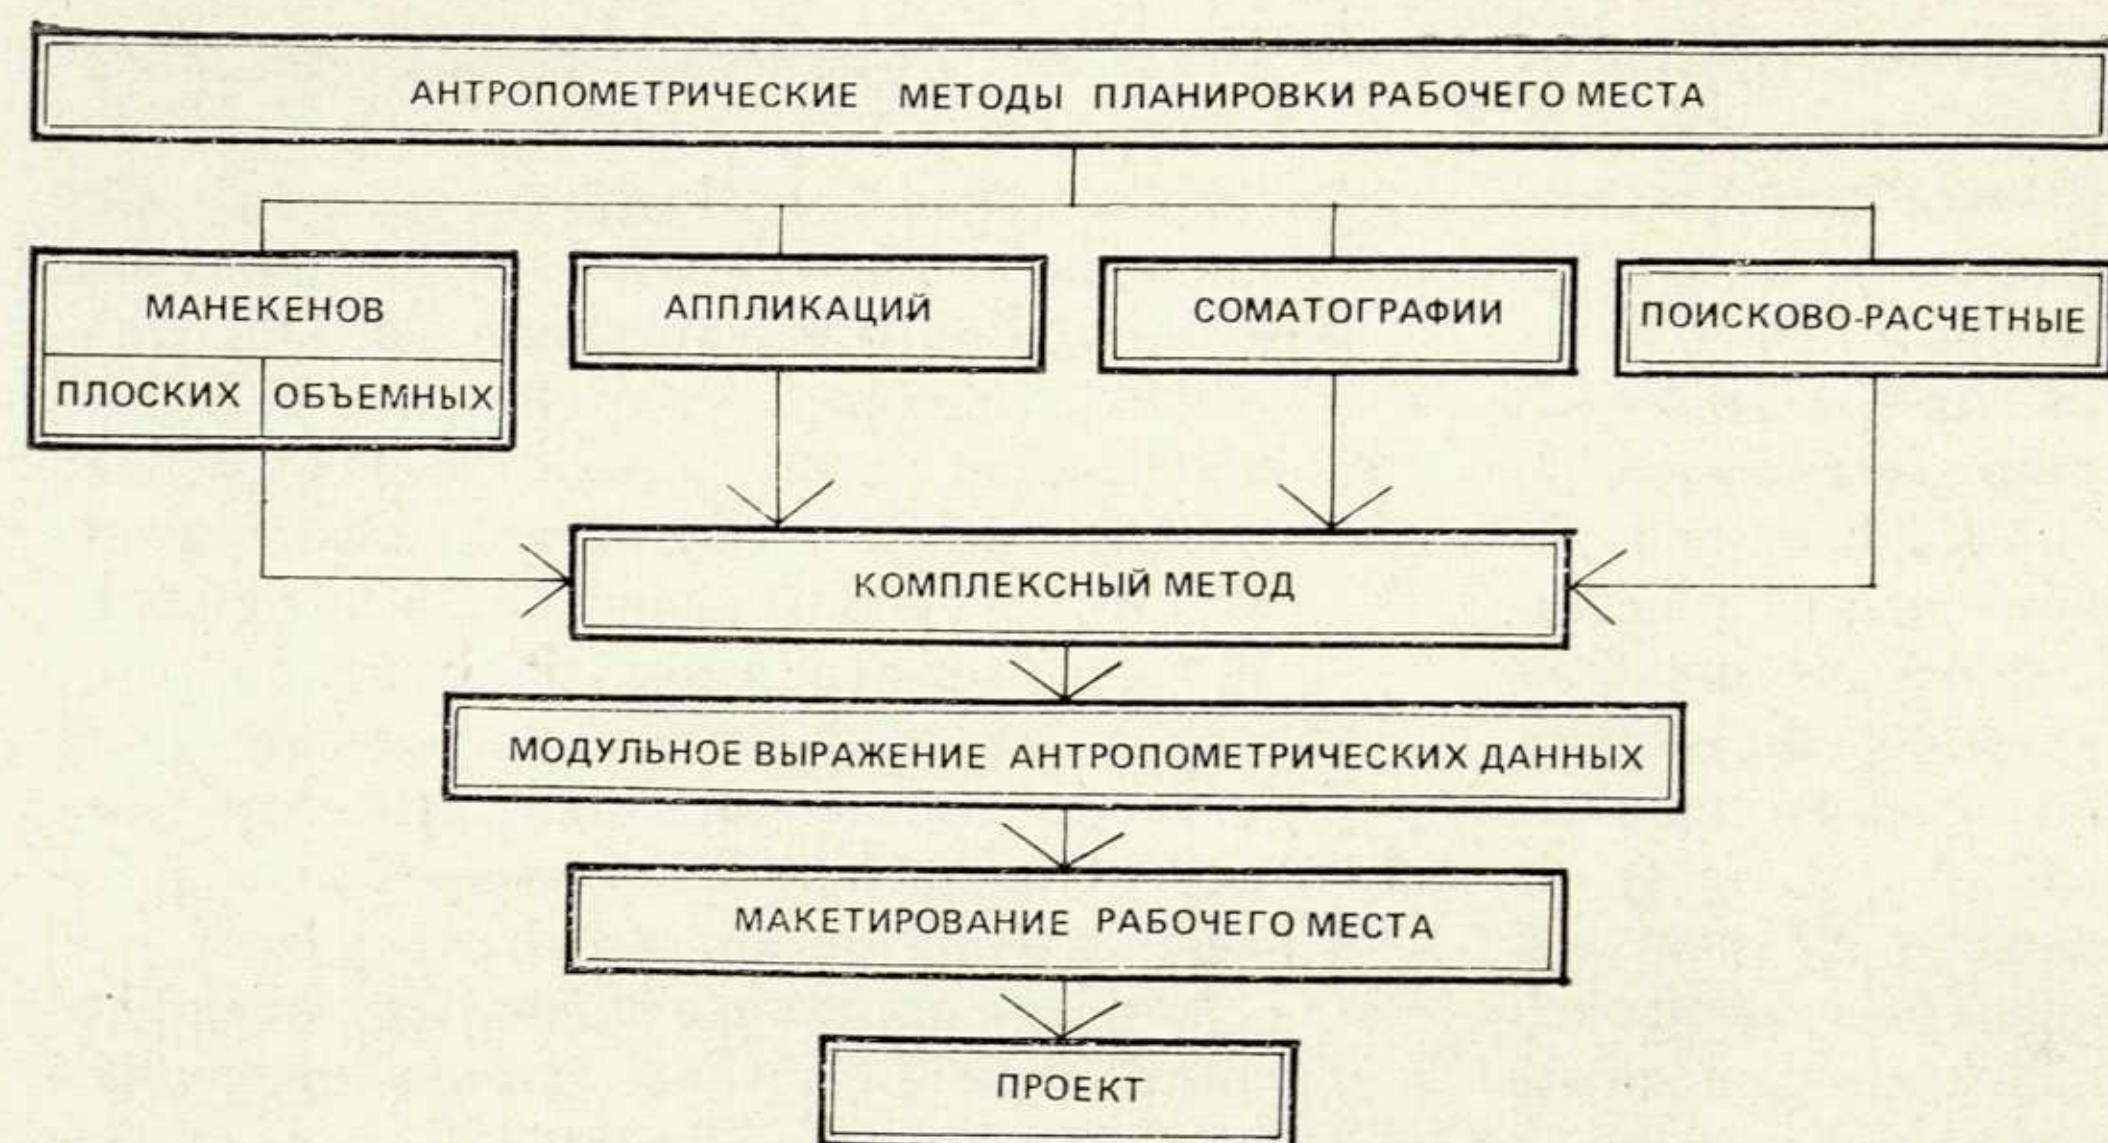 АНТРОПОМЕТРИЧЕСКИЕ МЕТОДЫ ПЛАНИРОВКИ РАБОЧЕГО МЕСТА
МАНЕКЕНОВ
ПЛОСКИХ ОБЪЕМНЫХ
АППЛИКАЦИЙ
СОМАТОГРАФИИ
ПОИСКОВО-РАСЧЕТНЫЕ
КОМПЛЕКСНЫЙ МЕТОД
МОДУЛЬНОЕ ВЫРАЖЕНИЕ АНТРОПОМЕТРИЧЕСКИХ ДАННЫХ
МАКЕТИРОВАНИЕ РАБОЧЕГО МЕСТА
ПРОЕКТ